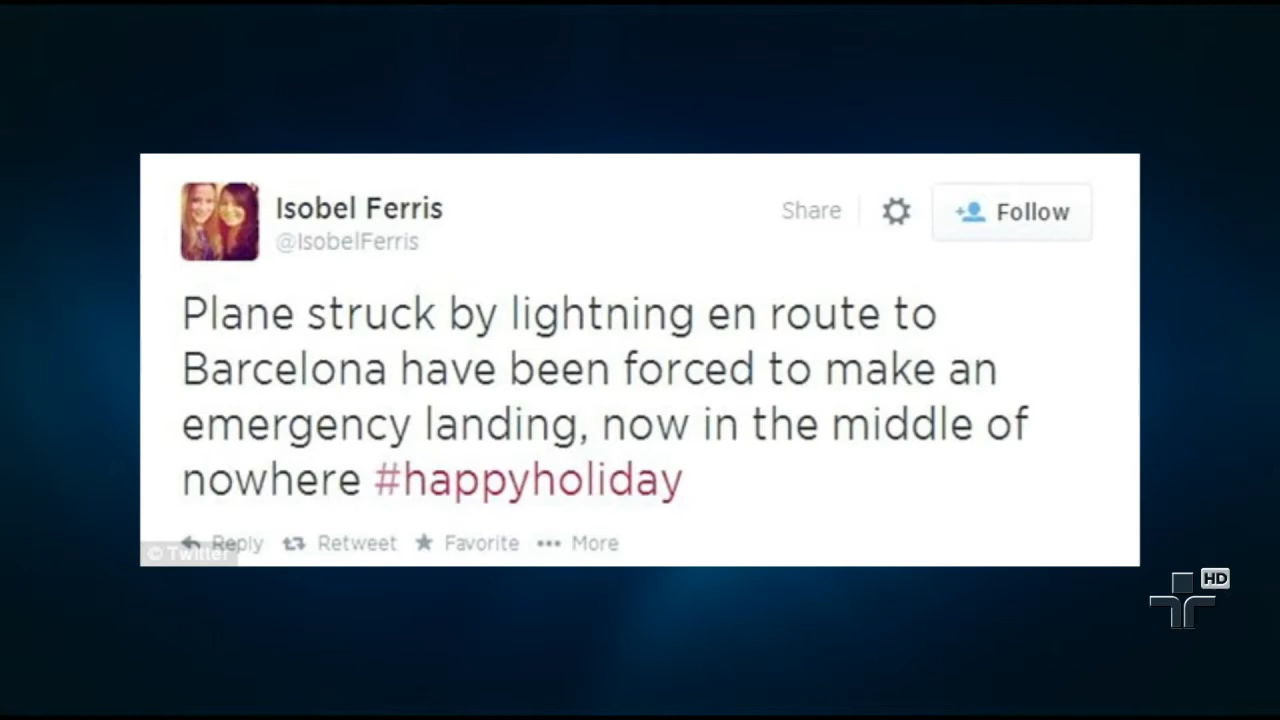 Isobel Ferris
@IsobelFerris
Share
Follow
Plane struck by lightning en route to
Barcelona have been forced to make an
emergency landing, now in the middle of
nowhere #happyholiday
Reply Retweet Favorite More
© Twitter
HD